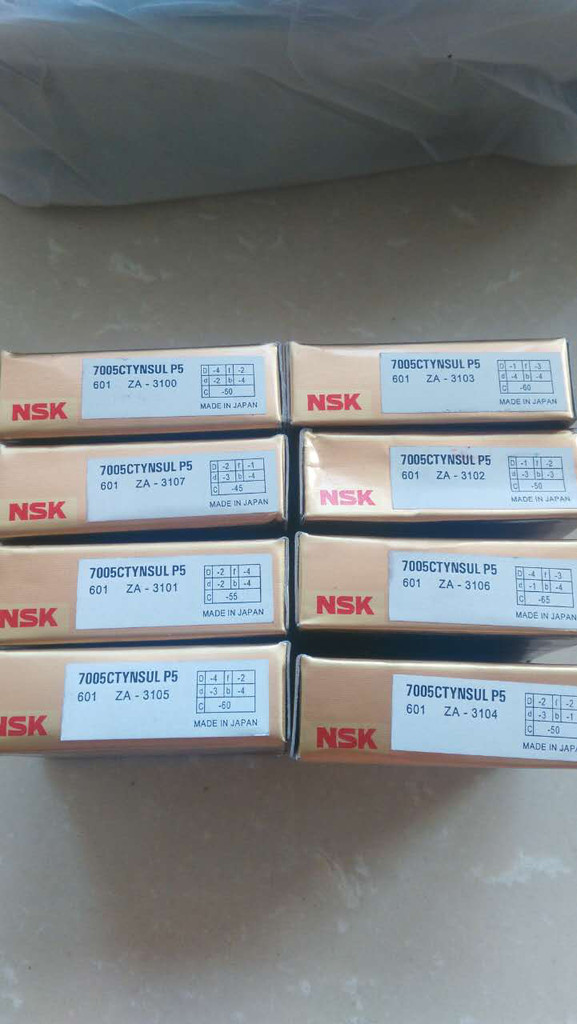 7005CTYNSUL P5
601 ZA - 3100
D -4 f -2
d -2 b -4
C -50
MADE IN JAPAN
NSK
7005CTYNSUL P5
601 ZA - 3103
D -1 f -3
d -4 b -4
C -60
MADE IN JAPAN
NSK
7005CTYNSUL P5
601 ZA - 3107
D -2 f -1
d -3 b -4
C -45
MADE IN JAPAN
NSK
7005CTYNSUL P5
601 ZA - 3102
D -1 f -2
d -3 b -3
C -50
MADE IN JAPAN
NSK
7005CTYNSUL P5
601 ZA - 3101
D -2 f -4
d -2 b -4
C -55
MADE IN JAPAN
NSK
7005CTYNSUL P5
601 ZA - 3106
D -4 f -3
d -1 b -4
C -65
MADE IN JAPAN
NSK
7005CTYNSUL P5
601 ZA - 3105
D -4 f -2
d -3 b -4
C -60
MADE IN JAPAN
NSK
7005CTYNSUL P5
601 ZA - 3104
D -2 f -2
d -3 b -1
C -50
MADE IN JAPA
NSK